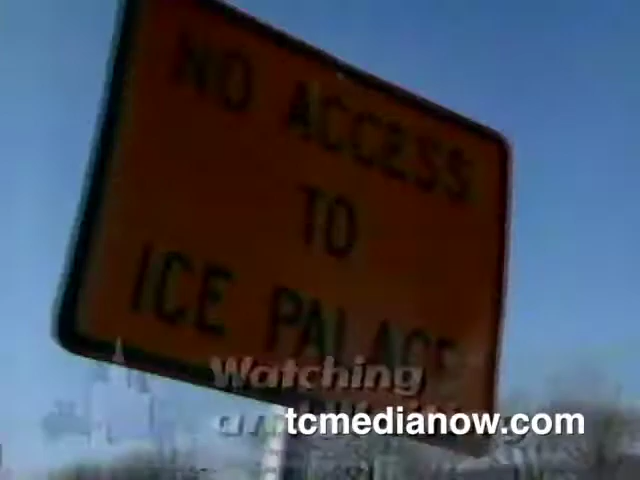 NO ACCESS
TO
ICE PALACE
Watching
tcmedianow.com